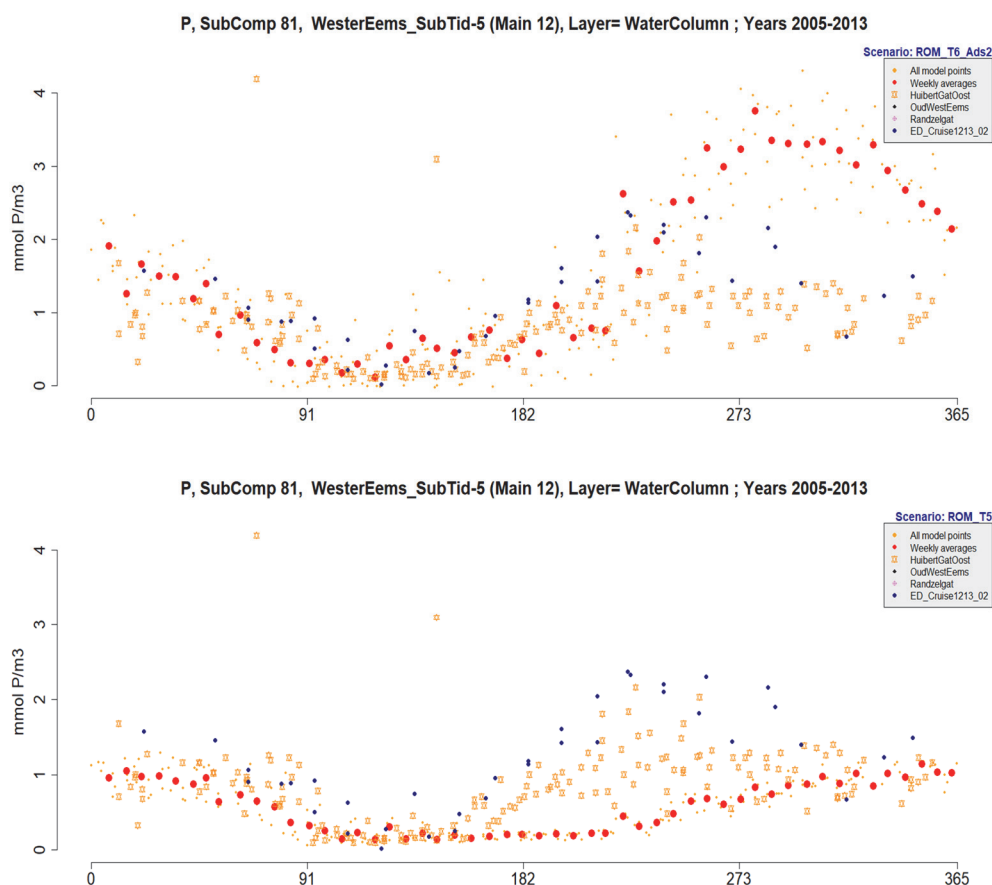 P, SubComp 81, WesterEems_SubTid-5 (Main 12), Layer= WaterColumn ; Years 2005-2013
Scenario: ROM_T6_Ads2
All model points
Weekly averages
HuibertGatOost
OudWestEems
Randzelgat
ED_Cruise1213_02
mmol P/m3
4
3
2
1
0
0 91 182 273 365
P, SubComp 81, WesterEems_SubTid-5 (Main 12), Layer= WaterColumn ; Years 2005-2013
Scenario: ROM_T5
All model points
Weekly averages
HuibertGatOost
OudWestEems
Randzelgat
ED_Cruise1213_02
mmol P/m3
4
3
2
1
0
0 91 182 273 365